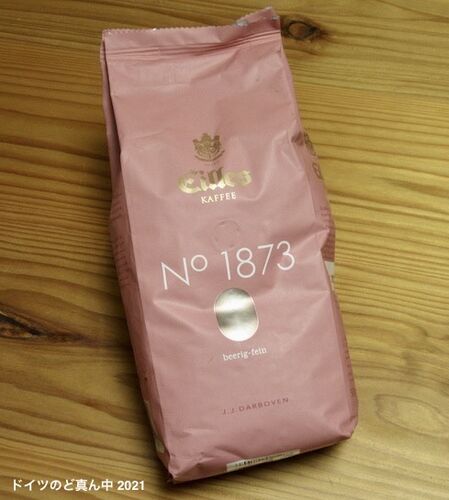 Eilles
KAFFEE
Nº 1873
beerig-fein
J.J.DARBOVEN
ドイツのど真ん中 2021